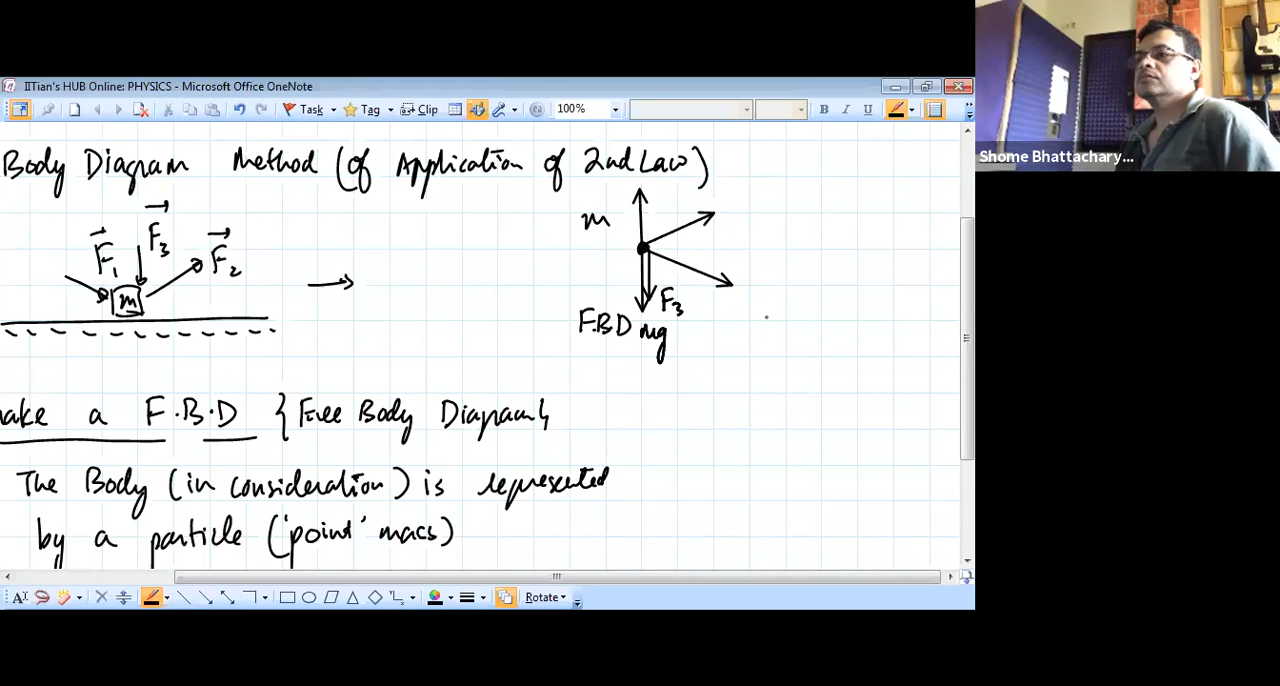 IITian's HUB Online: PHYSICS - Microsoft Office OneNote
Task Tag Clip 100% B I U
Shome Bhattachary...
Body Diagram Method (of Application of 2nd Law)
F₁ F₃ F₂
m
m
F₃
F.B.D mg
make a F.B.D {Free Body Diagram}
The Body (in consideration) is represented
by a particle ('point' mass)
Rotate